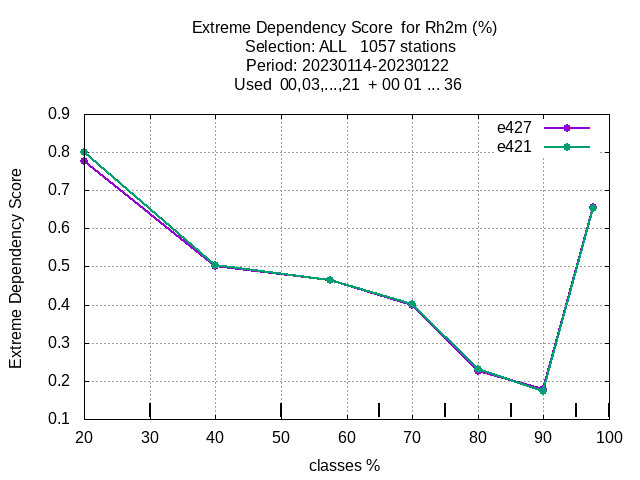 Extreme Dependency Score  for Rh2m (%)
Selection: ALL   1057 stations
Period: 20230114-20230122
Used  00,03,...,21  + 00 01 ... 36
e427
e421
0.9
0.8
0.7
0.6
0.5
0.4
0.3
0.2
0.1
Extreme Dependency Score
20 30 40 50 60 70 80 90 100
classes %